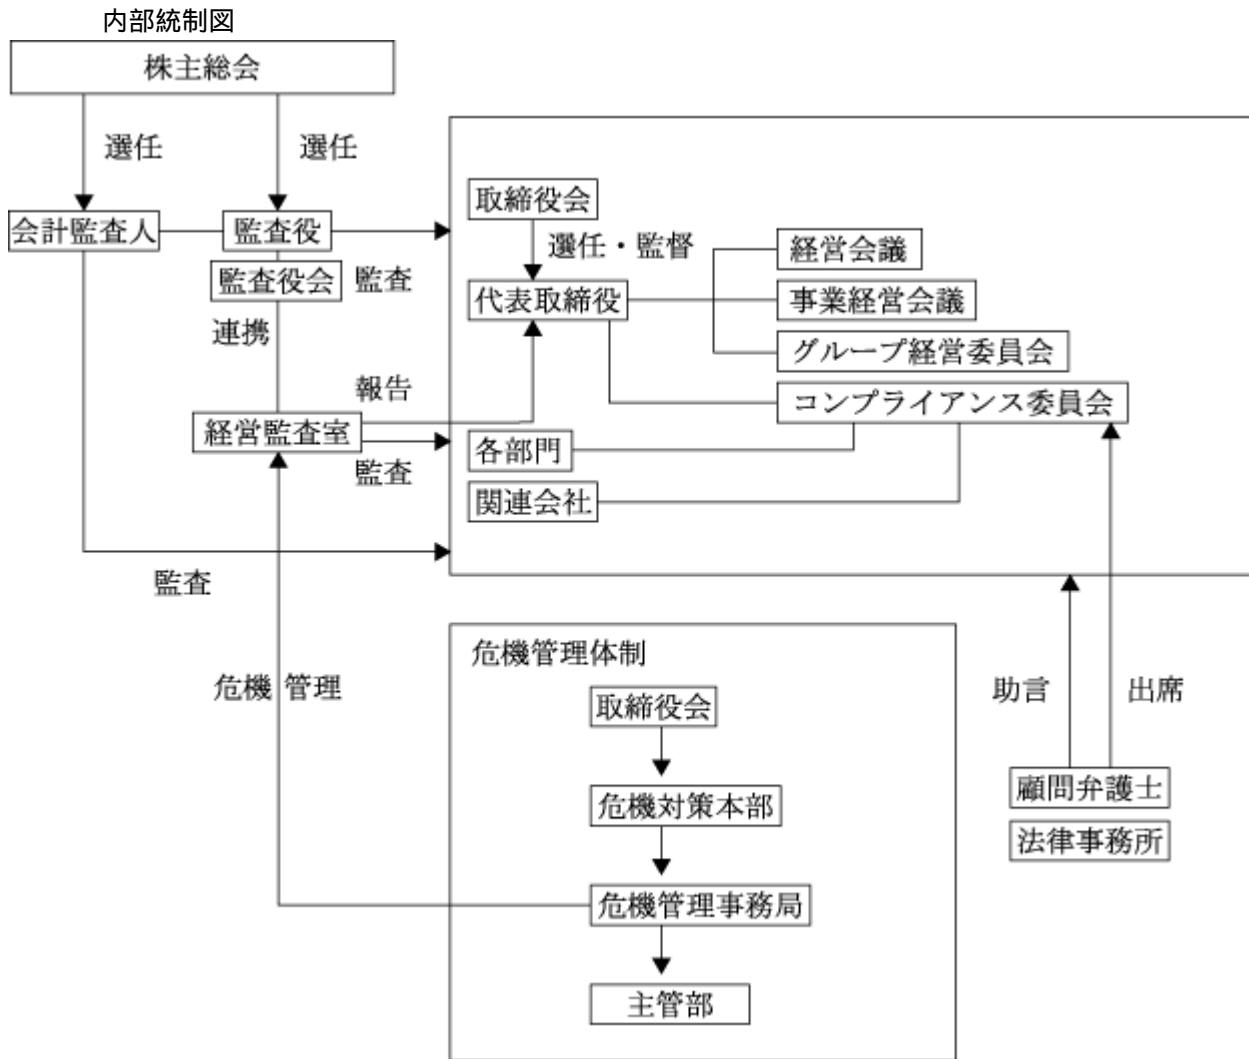 内部統制図
株主総会
選任
選任
会計監査人
監査役
監査役会
監査
連携
報告
経営監査室
監査
監査
取締役会
選任・監督
代表取締役
経営会議
事業経営会議
グループ経営委員会
コンプライアンス委員会
各部門
関連会社
危機管理
危機管理体制
取締役会
危機対策本部
危機管理事務局
主管部
助言
出席
顧問弁護士
法律事務所